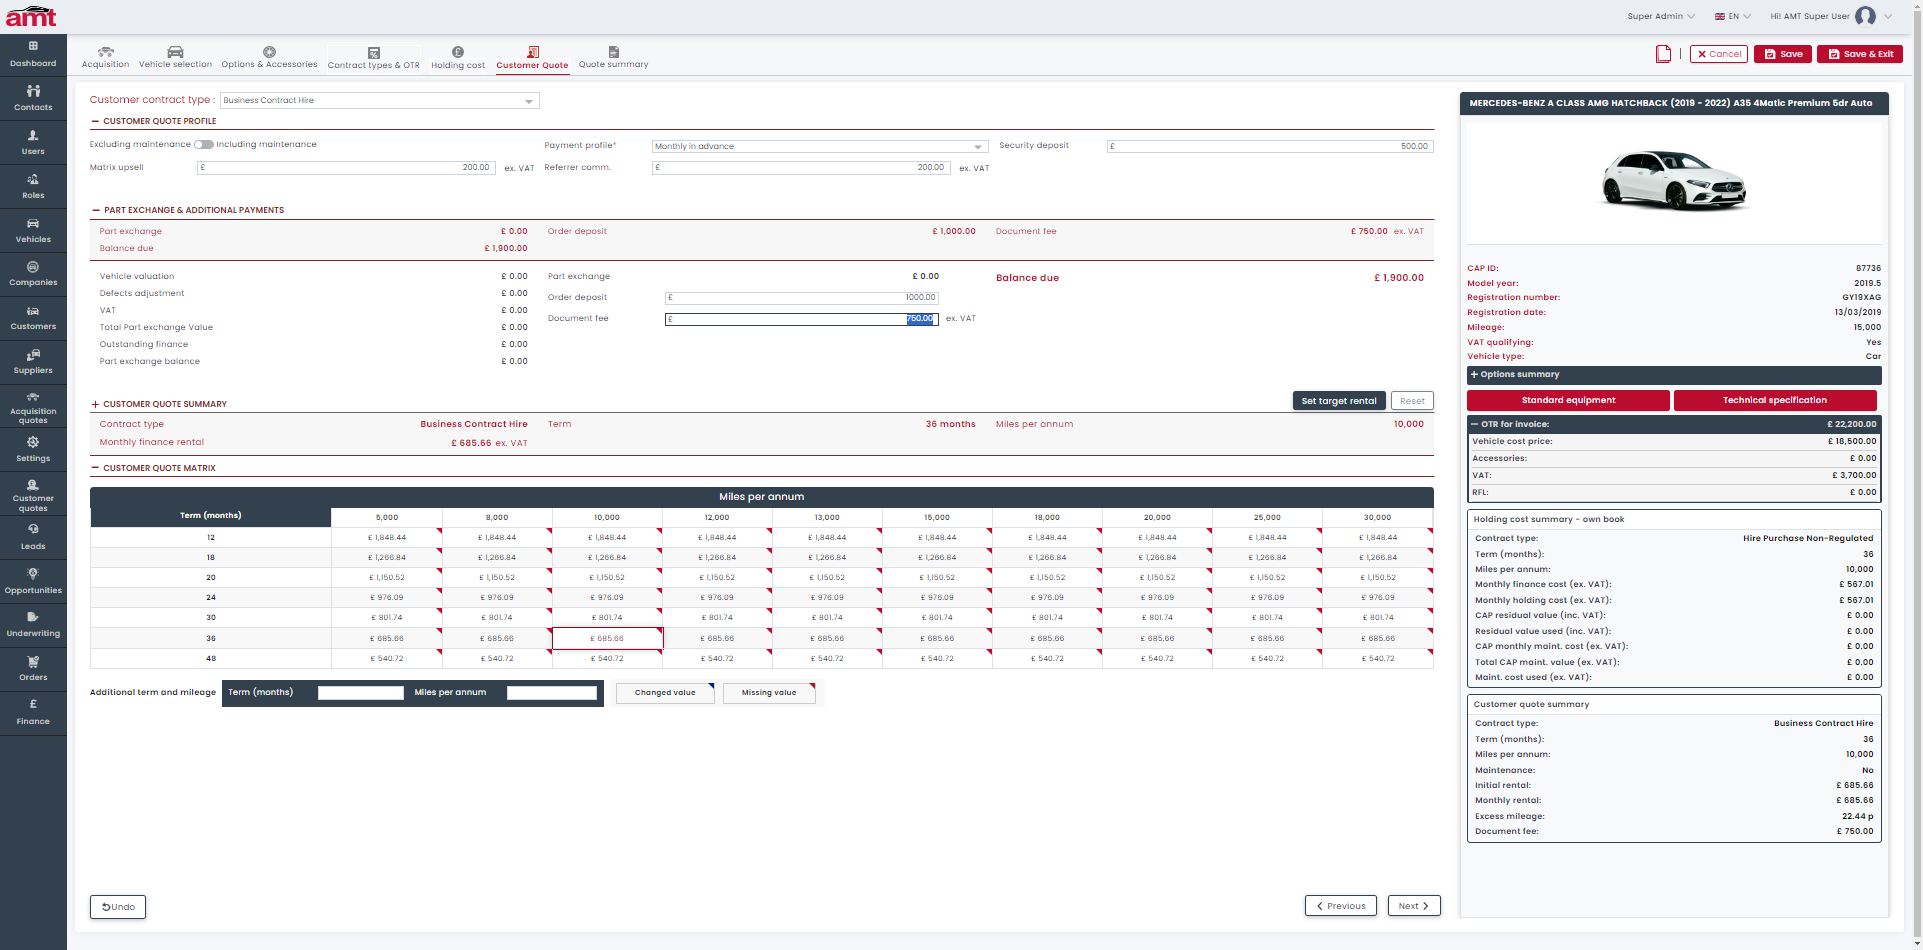 amt
Super Admin
EN
Hi! AMT Super User
Dashboard
Contacts
Users
Roles
Vehicles
Companies
Customers
Suppliers
Acquisition quotes
Settings
Customer quotes
Leads
Opportunities
Underwriting
Orders
Finance
Acquisition
Vehicle selection
Options & Accessories
Contract types & OTR
Holding cost
Customer Quote
Quote summary
Cancel
Save
Save & Exit
Customer contract type : Business Contract Hire
CUSTOMER QUOTE PROFILE
Excluding maintenance Including maintenance Payment profile* Monthly in advance Security deposit £ 500.00
Matrix upsell £ 200.00 ex. VAT Referrer comm. £ 200.00 ex. VAT
PART EXCHANGE & ADDITIONAL PAYMENTS
Part exchange £ 0.00 Order deposit £ 1,000.00 Document fee £ 750.00 ex. VAT
Balance due £ 1,900.00
Vehicle valuation £ 0.00 Part exchange £ 0.00 Balance due £ 1,900.00
Defects adjustment £ 0.00 Order deposit £ 1000.00
VAT £ 0.00 Document fee £ 750.00 ex. VAT
Total Part exchange Value £ 0.00
Outstanding finance £ 0.00
Part exchange balance £ 0.00
CUSTOMER QUOTE SUMMARY Set target rental Reset
Contract type Business Contract Hire Term 36 months Miles per annum 10,000
Monthly finance rental £ 685.66 ex. VAT
CUSTOMER QUOTE MATRIX
Miles per annum
Term (months) 5,000 8,000 10,000 12,000 13,000 15,000 18,000 20,000 25,000 30,000
12 £ 1,848.44 £ 1,848.44 £ 1,848.44 £ 1,848.44 £ 1,848.44 £ 1,848.44 £ 1,848.44 £ 1,848.44 £ 1,848.44 £ 1,848.44
18 £ 1,266.84 £ 1,266.84 £ 1,266.84 £ 1,266.84 £ 1,266.84 £ 1,266.84 £ 1,266.84 £ 1,266.84 £ 1,266.84 £ 1,266.84
20 £ 1,150.52 £ 1,150.52 £ 1,150.52 £ 1,150.52 £ 1,150.52 £ 1,150.52 £ 1,150.52 £ 1,150.52 £ 1,150.52 £ 1,150.52
24 £ 976.09 £ 976.09 £ 976.09 £ 976.09 £ 976.09 £ 976.09 £ 976.09 £ 976.09 £ 976.09 £ 976.09
30 £ 801.74 £ 801.74 £ 801.74 £ 801.74 £ 801.74 £ 801.74 £ 801.74 £ 801.74 £ 801.74 £ 801.74
36 £ 685.66 £ 685.66 £ 685.66 £ 685.66 £ 685.66 £ 685.66 £ 685.66 £ 685.66 £ 685.66 £ 685.66
48 £ 540.72 £ 540.72 £ 540.72 £ 540.72 £ 540.72 £ 540.72 £ 540.72 £ 540.72 £ 540.72 £ 540.72
Additional term and mileage Term (months) Miles per annum Changed value Missing value
Undo
Previous
Next
MERCEDES-BENZ A CLASS AMG HATCHBACK (2019 - 2022) A35 4Matic Premium 5dr Auto
CAP ID: 87736
Model year: 2019.5
Registration number: GY19XAG
Registration date: 13/03/2019
Mileage: 15,000
VAT qualifying: Yes
Vehicle type: Car
Options summary
Standard equipment
Technical specification
OTR for invoice: £ 22,200.00
Vehicle cost price: £ 18,500.00
Accessories: £ 0.00
VAT: £ 3,700.00
RFL: £ 0.00
Holding cost summary - own book
Contract type: Hire Purchase Non-Regulated
Term (months): 36
Miles per annum: 10,000
Monthly finance cost (ex. VAT): £ 567.01
Monthly holding cost (ex. VAT): £ 567.01
CAP residual value (inc. VAT): £ 0.00
Residual value used (inc. VAT): £ 0.00
CAP monthly maint. cost (ex. VAT): £ 0.00
Total CAP maint. value (ex. VAT): £ 0.00
Maint. cost used (ex. VAT): £ 0.00
Customer quote summary
Contract type: Business Contract Hire
Term (months): 36
Miles per annum: 10,000
Maintenance: No
Initial rental: £ 685.66
Monthly rental: £ 685.66
Excess mileage: 22.44 p
Document fee: £ 750.00